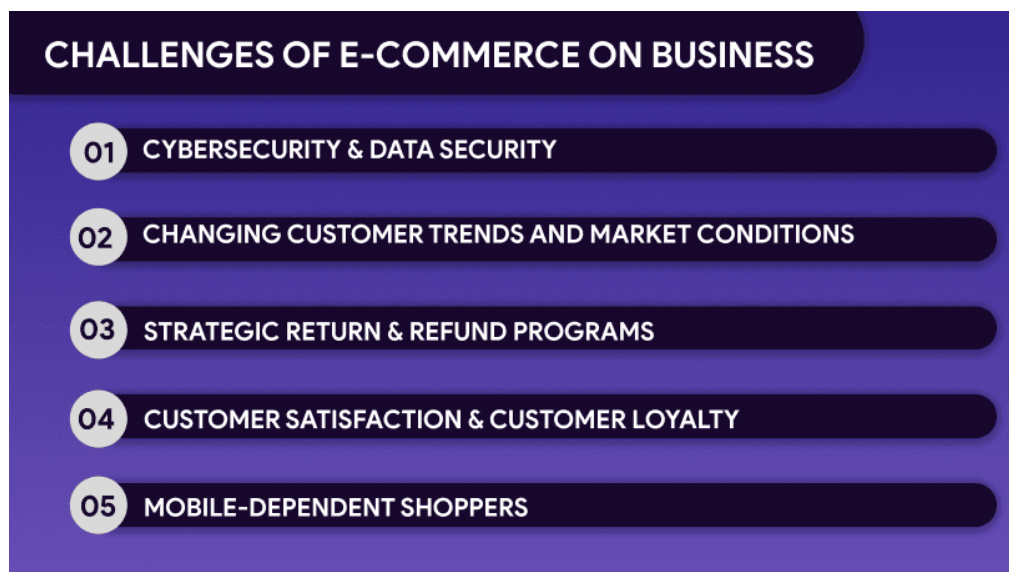 CHALLENGES OF E-COMMERCE ON BUSINESS
01 CYBERSECURITY & DATA SECURITY
02 CHANGING CUSTOMER TRENDS AND MARKET CONDITIONS
03 STRATEGIC RETURN & REFUND PROGRAMS
04 CUSTOMER SATISFACTION & CUSTOMER LOYALTY
05 MOBILE-DEPENDENT SHOPPERS